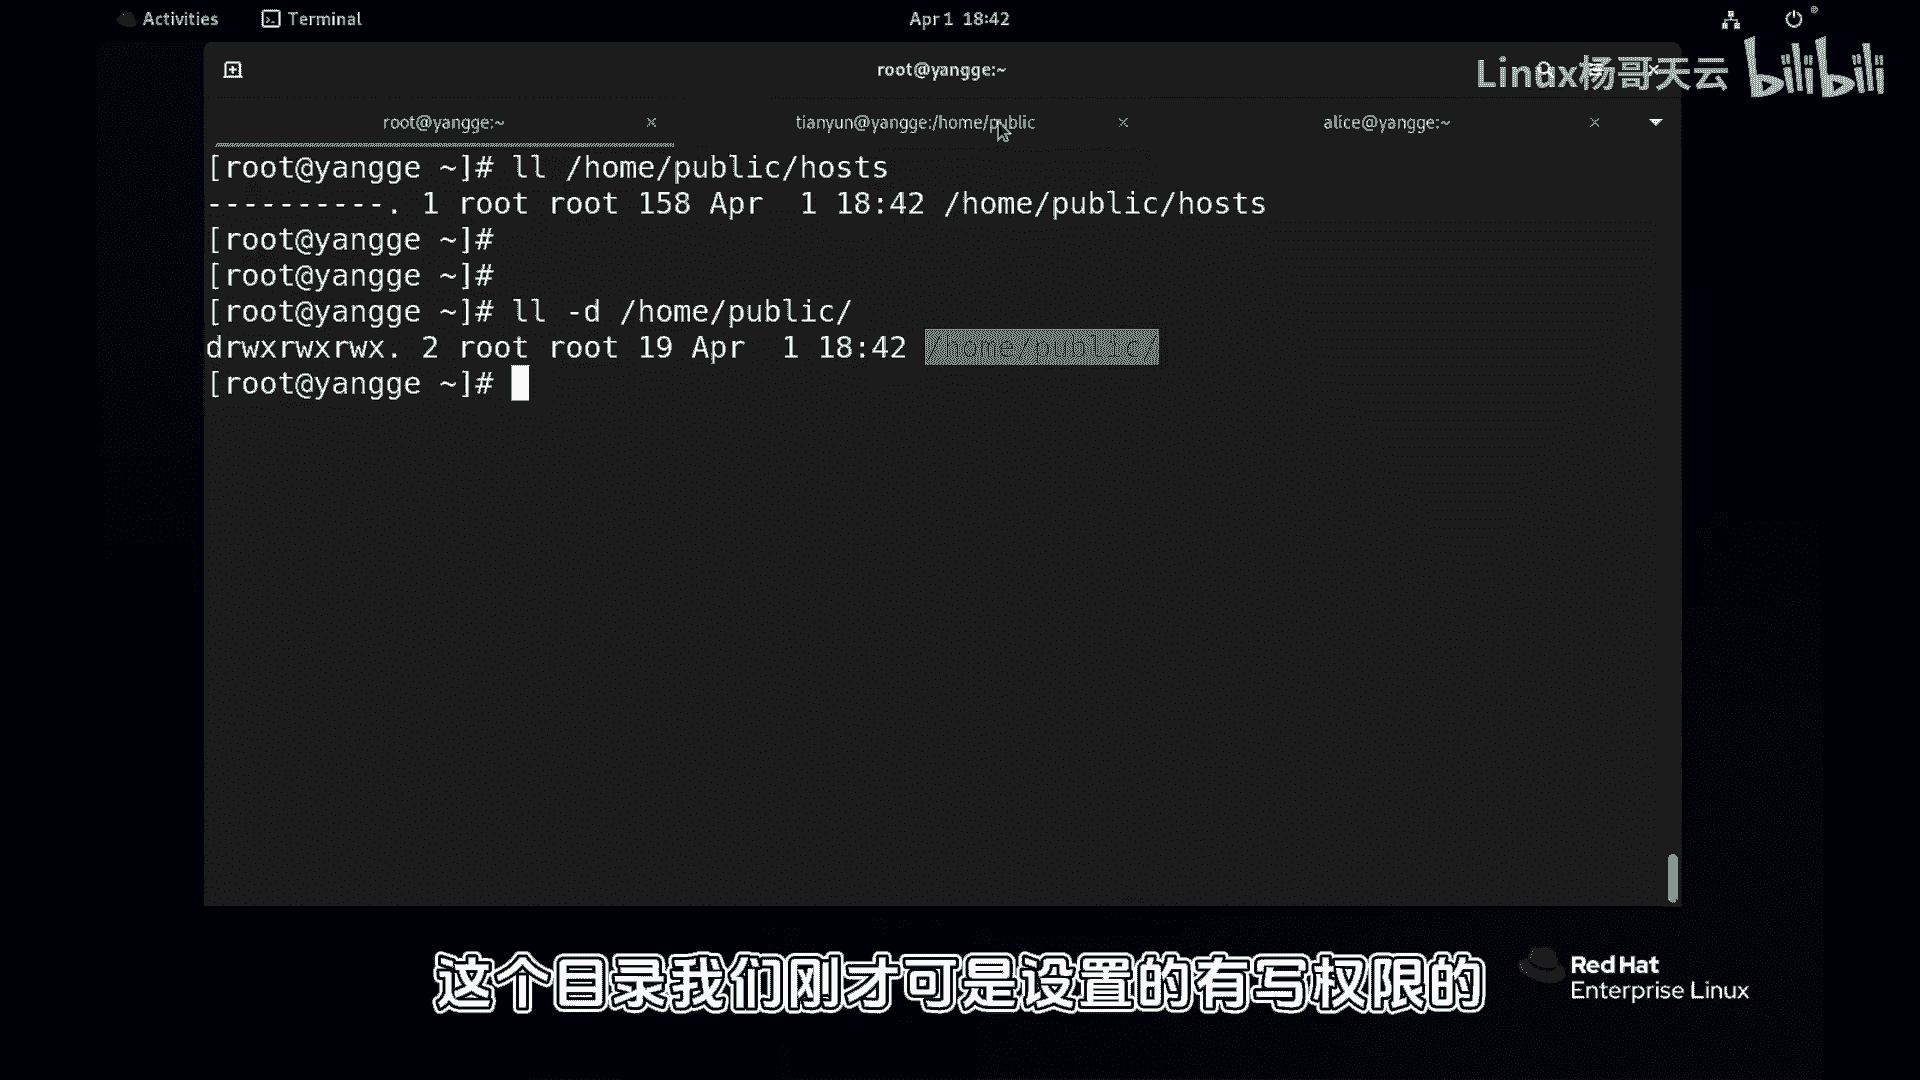 Activities Terminal Apr 1 18:42
root@yangge:~
Linux杨哥天云 bilibili
root@yangge:~ × tianyun@yangge:/home/public × alice@yangge:~ ×
[root@yangge ~]# ll /home/public/hosts
----------. 1 root root 158 Apr  1 18:42 /home/public/hosts
[root@yangge ~]#
[root@yangge ~]#
[root@yangge ~]# ll -d /home/public/
drwxrwxrwx. 2 root root 19 Apr  1 18:42 /home/public/
[root@yangge ~]#
这个目录我们刚才可是设置的有写权限的
Red Hat
Enterprise Linux